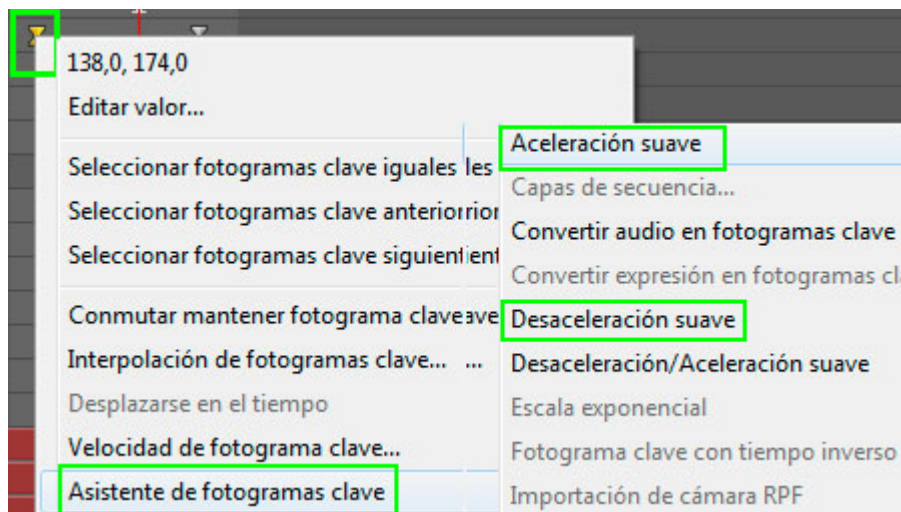 138,0, 174,0
Editar valor...
Seleccionar fotogramas clave iguales
Seleccionar fotogramas clave
Seleccionar fotogramas clave
Conmutar mantener fotograma clave
Interpolación de fotogramas clave...
Desplazarse en el tiempo
Velocidad de fotograma clave...
Asistente de fotogramas clave
Aceleración suave
Capas de secuencia...
Convertir audio en fotogramas clave
Convertir expresión en fotogramas
Desaceleración suave
Desaceleración/Aceleración suave
Escala exponencial
Fotograma clave con tiempo inverso
Importación de cámara RPF